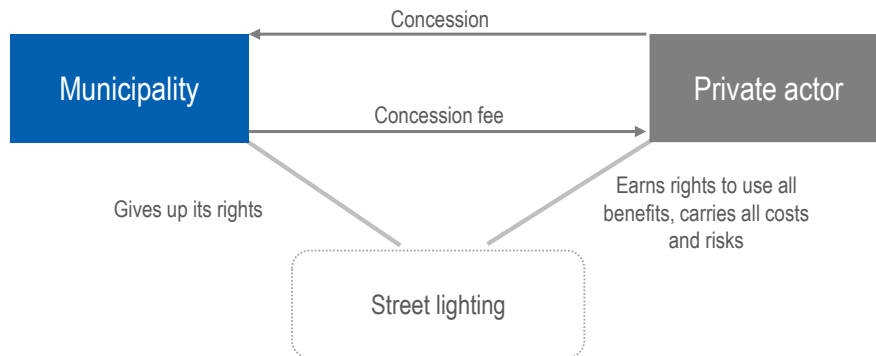 Concession
Municipality
Private actor
Concession fee
Gives up its rights
Earns rights to use all
benefits, carries all costs
and risks
Street lighting